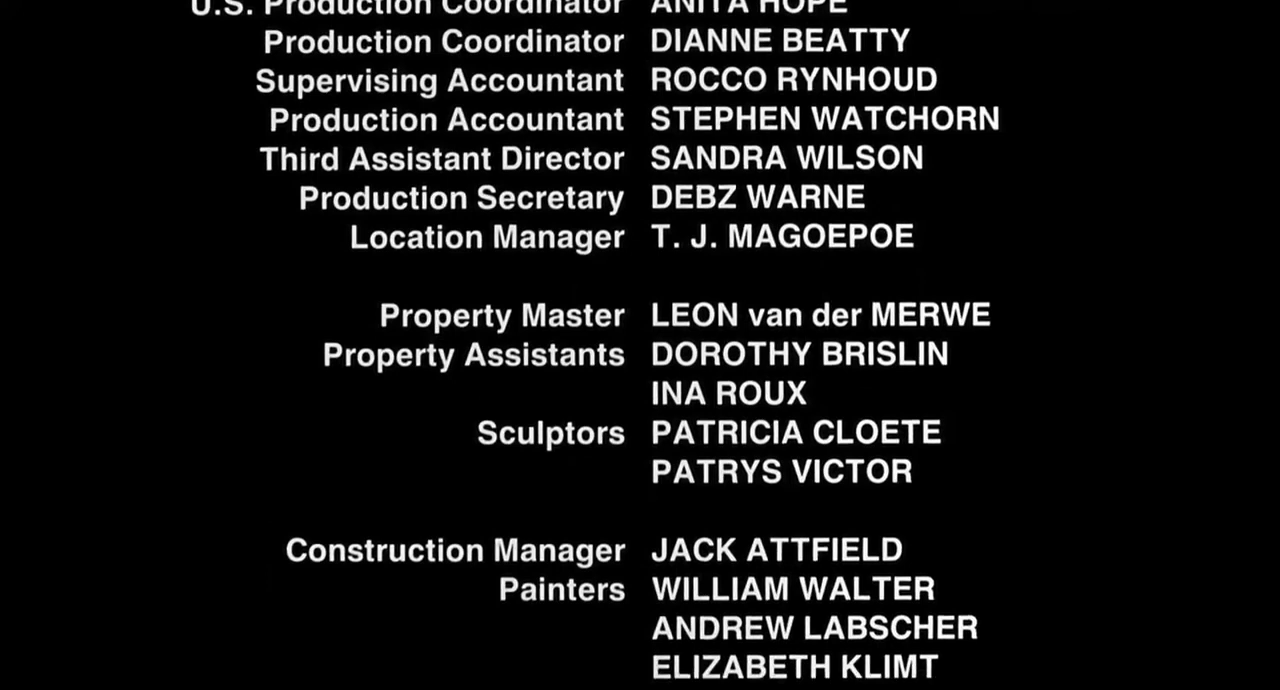 U.S. Production Coordinator ANITA HOPE
Production Coordinator DIANNE BEATTY
Supervising Accountant ROCCO RYNHOUD
Production Accountant STEPHEN WATCHORN
Third Assistant Director SANDRA WILSON
Production Secretary DEBZ WARNE
Location Manager T. J. MAGOEPOE
Property Master LEON van der MERWE
Property Assistants DOROTHY BRISLIN
INA ROUX
Sculptors PATRICIA CLOETE
PATRYS VICTOR
Construction Manager JACK ATTFIELD
Painters WILLIAM WALTER
ANDREW LABSCHER
ELIZABETH KLIMT